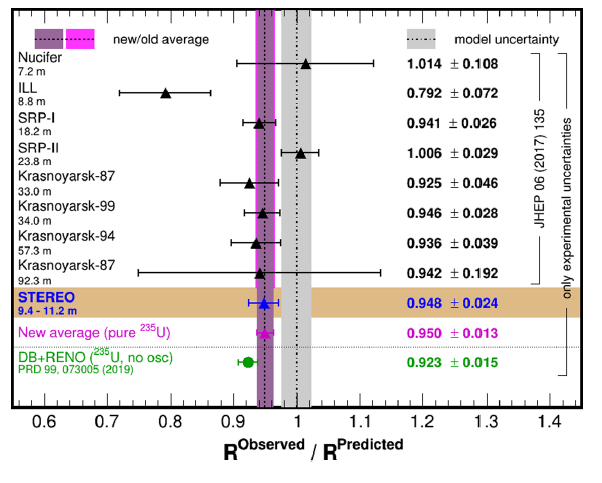 new/old average
model uncertainty
Nucifer
7.2 m
1.014 ± 0.108
ILL
8.8 m
0.792 ± 0.072
SRP-I
18.2 m
0.941 ± 0.026
SRP-II
23.8 m
1.006 ± 0.029
Krasnoyarsk-87
33.0 m
0.925 ± 0.046
Krasnoyarsk-99
34.0 m
0.946 ± 0.028
Krasnoyarsk-94
57.3 m
0.936 ± 0.039
Krasnoyarsk-87
92.3 m
0.942 ± 0.192
JHEP 06 (2017) 135
only experimental uncertainties
STEREO
9.4 - 11.2 m
0.948 ± 0.024
New average (pure ²³⁵U)
0.950 ± 0.013
DB+RENO (²³⁵U, no osc)
PRD 99, 073005 (2019)
0.923 ± 0.015
0.6 0.7 0.8 0.9 1 1.1 1.2 1.3 1.4
R^Observed / R^Predicted